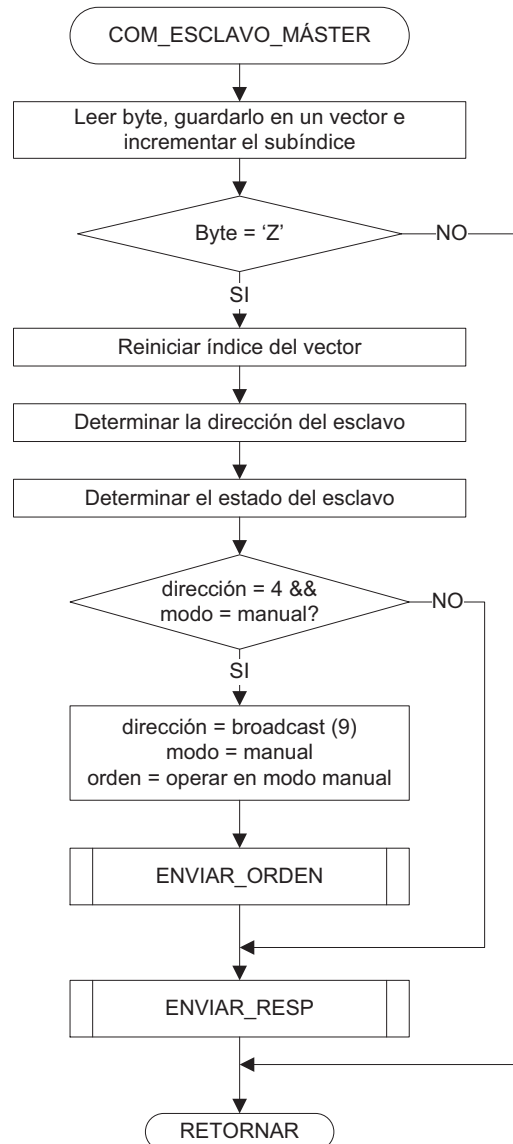 COM_ESCLAVO_MÁSTER
Leer byte, guardarlo en un vector e
incrementar el subíndice
Byte = ‘Z’
NO
SI
Reiniciar índice del vector
Determinar la dirección del esclavo
Determinar el estado del esclavo
dirección = 4 &&
modo = manual?
NO
SI
dirección = broadcast (9)
modo = manual
orden = operar en modo manual
ENVIAR_ORDEN
ENVIAR_RESP
RETORNAR